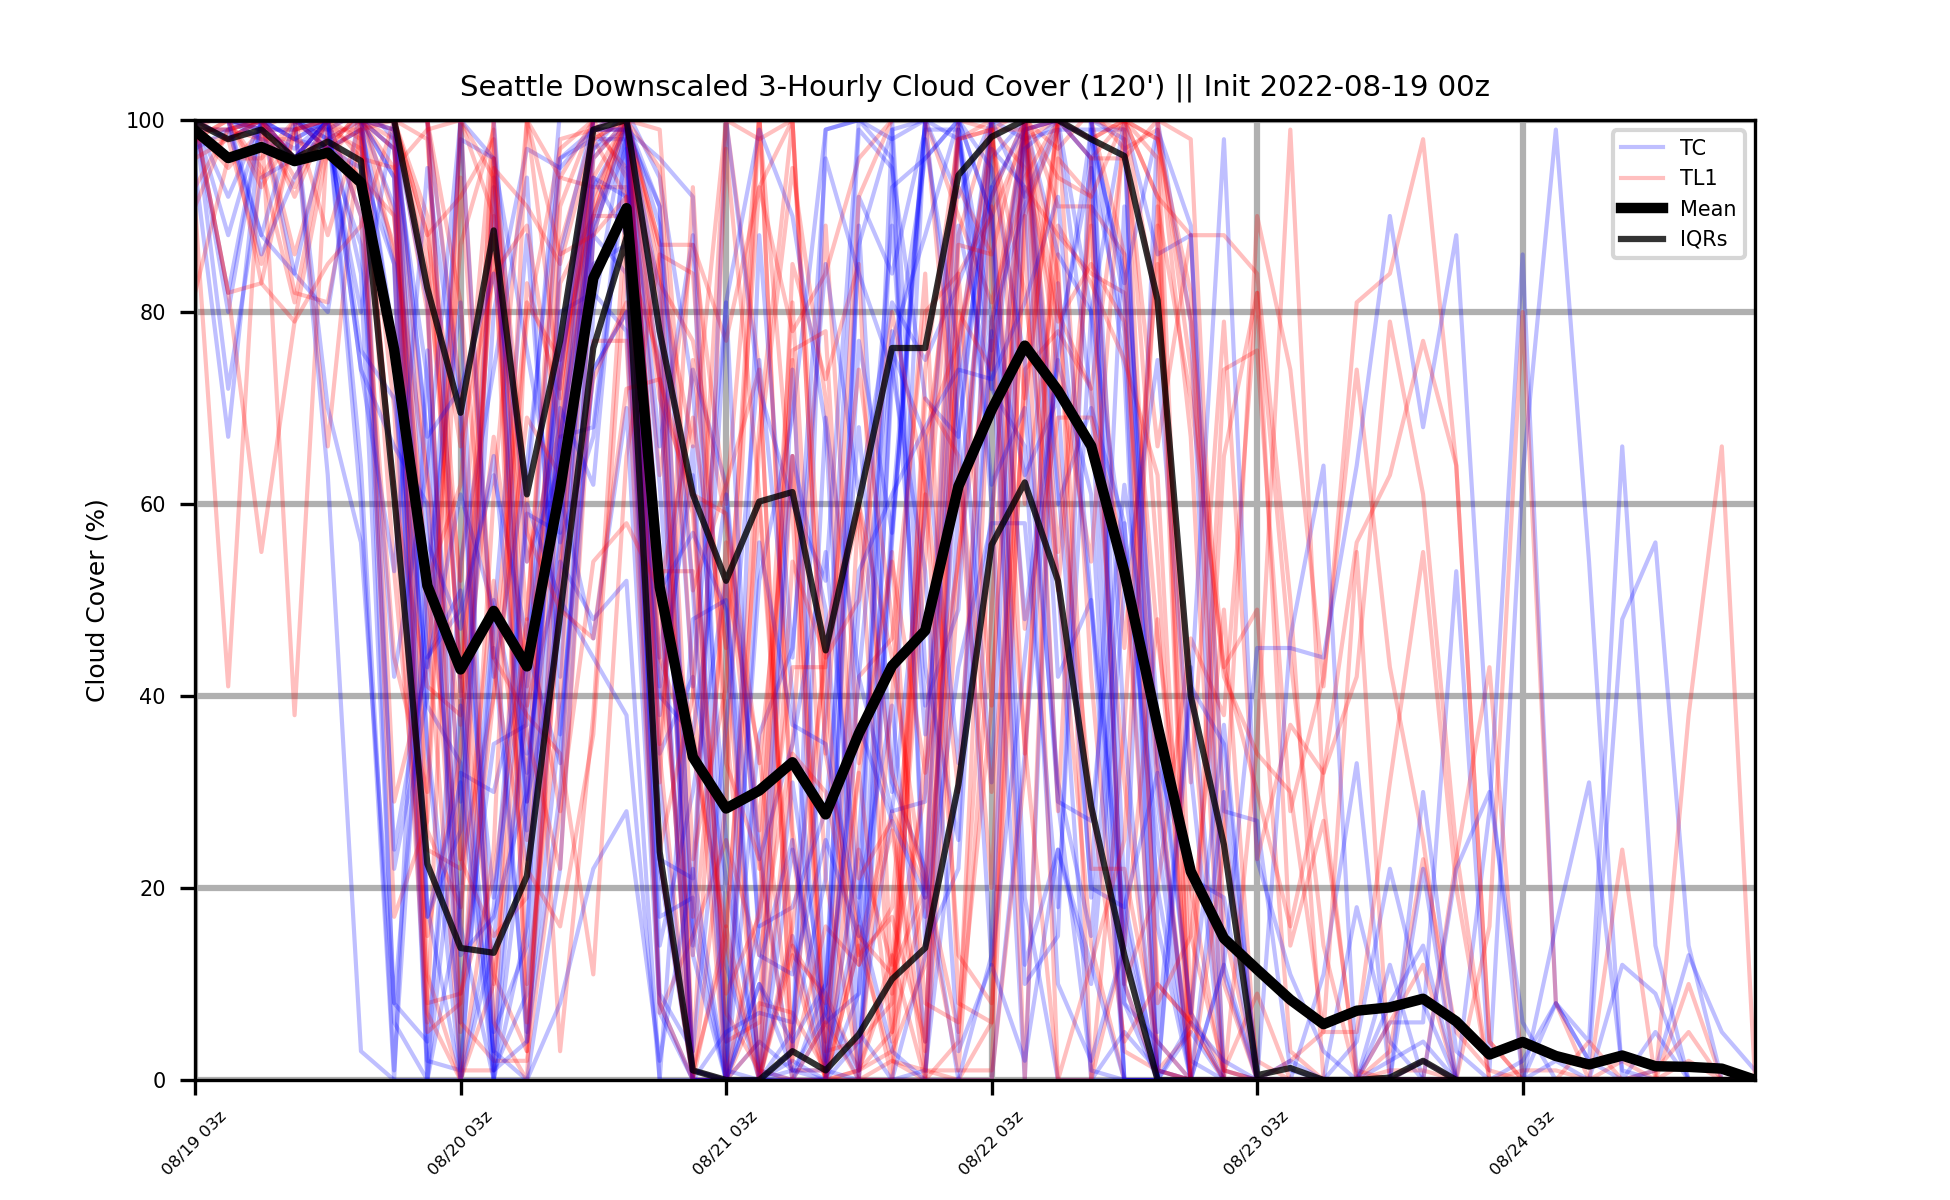 Seattle Downscaled 3-Hourly Cloud Cover (120') || Init 2022-08-19 00z
100
80
60
40
20
0
Cloud Cover (%)
TC
TL1
Mean
IQRs
08/19 03z
08/20 03z
08/21 03z
08/22 03z
08/23 03z
08/24 03z